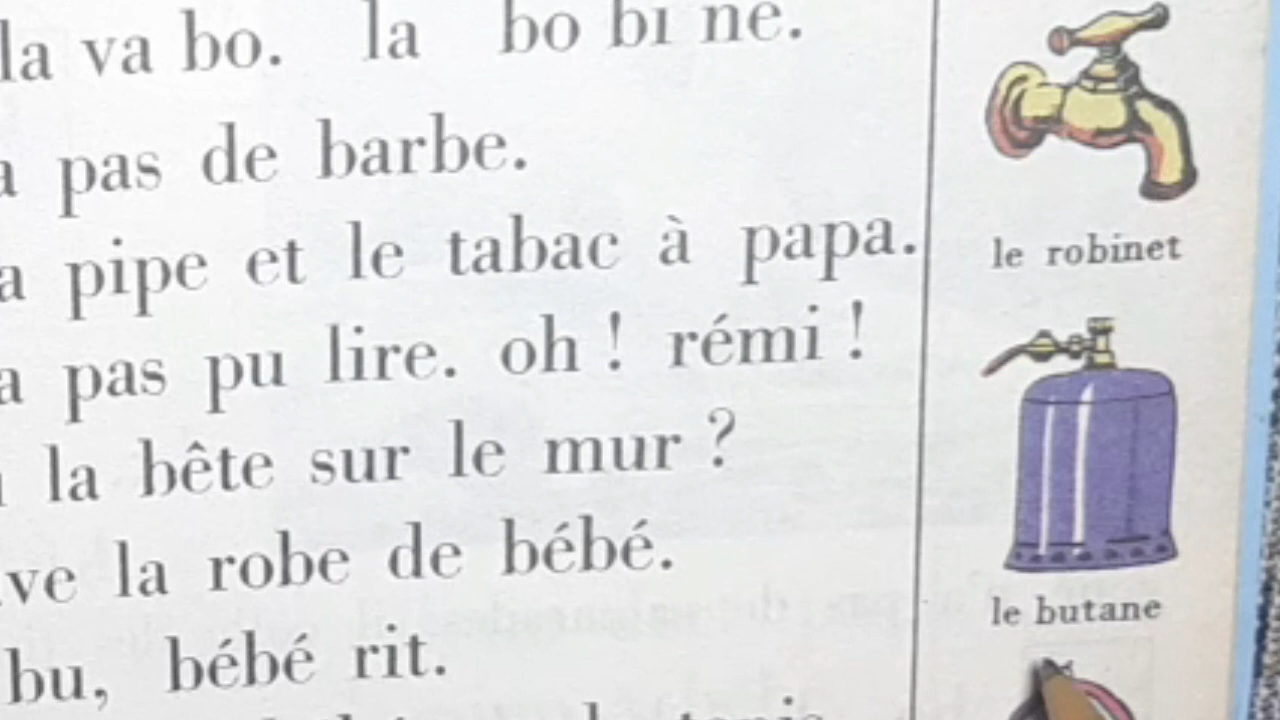 la va bo. la bo bi ne.
a pas de barbe.
a pipe et le tabac à papa.
a pas pu lire. oh ! rémi !
la bête sur le mur ?
ve la robe de bébé.
bu, bébé rit.
le robinet
le butane